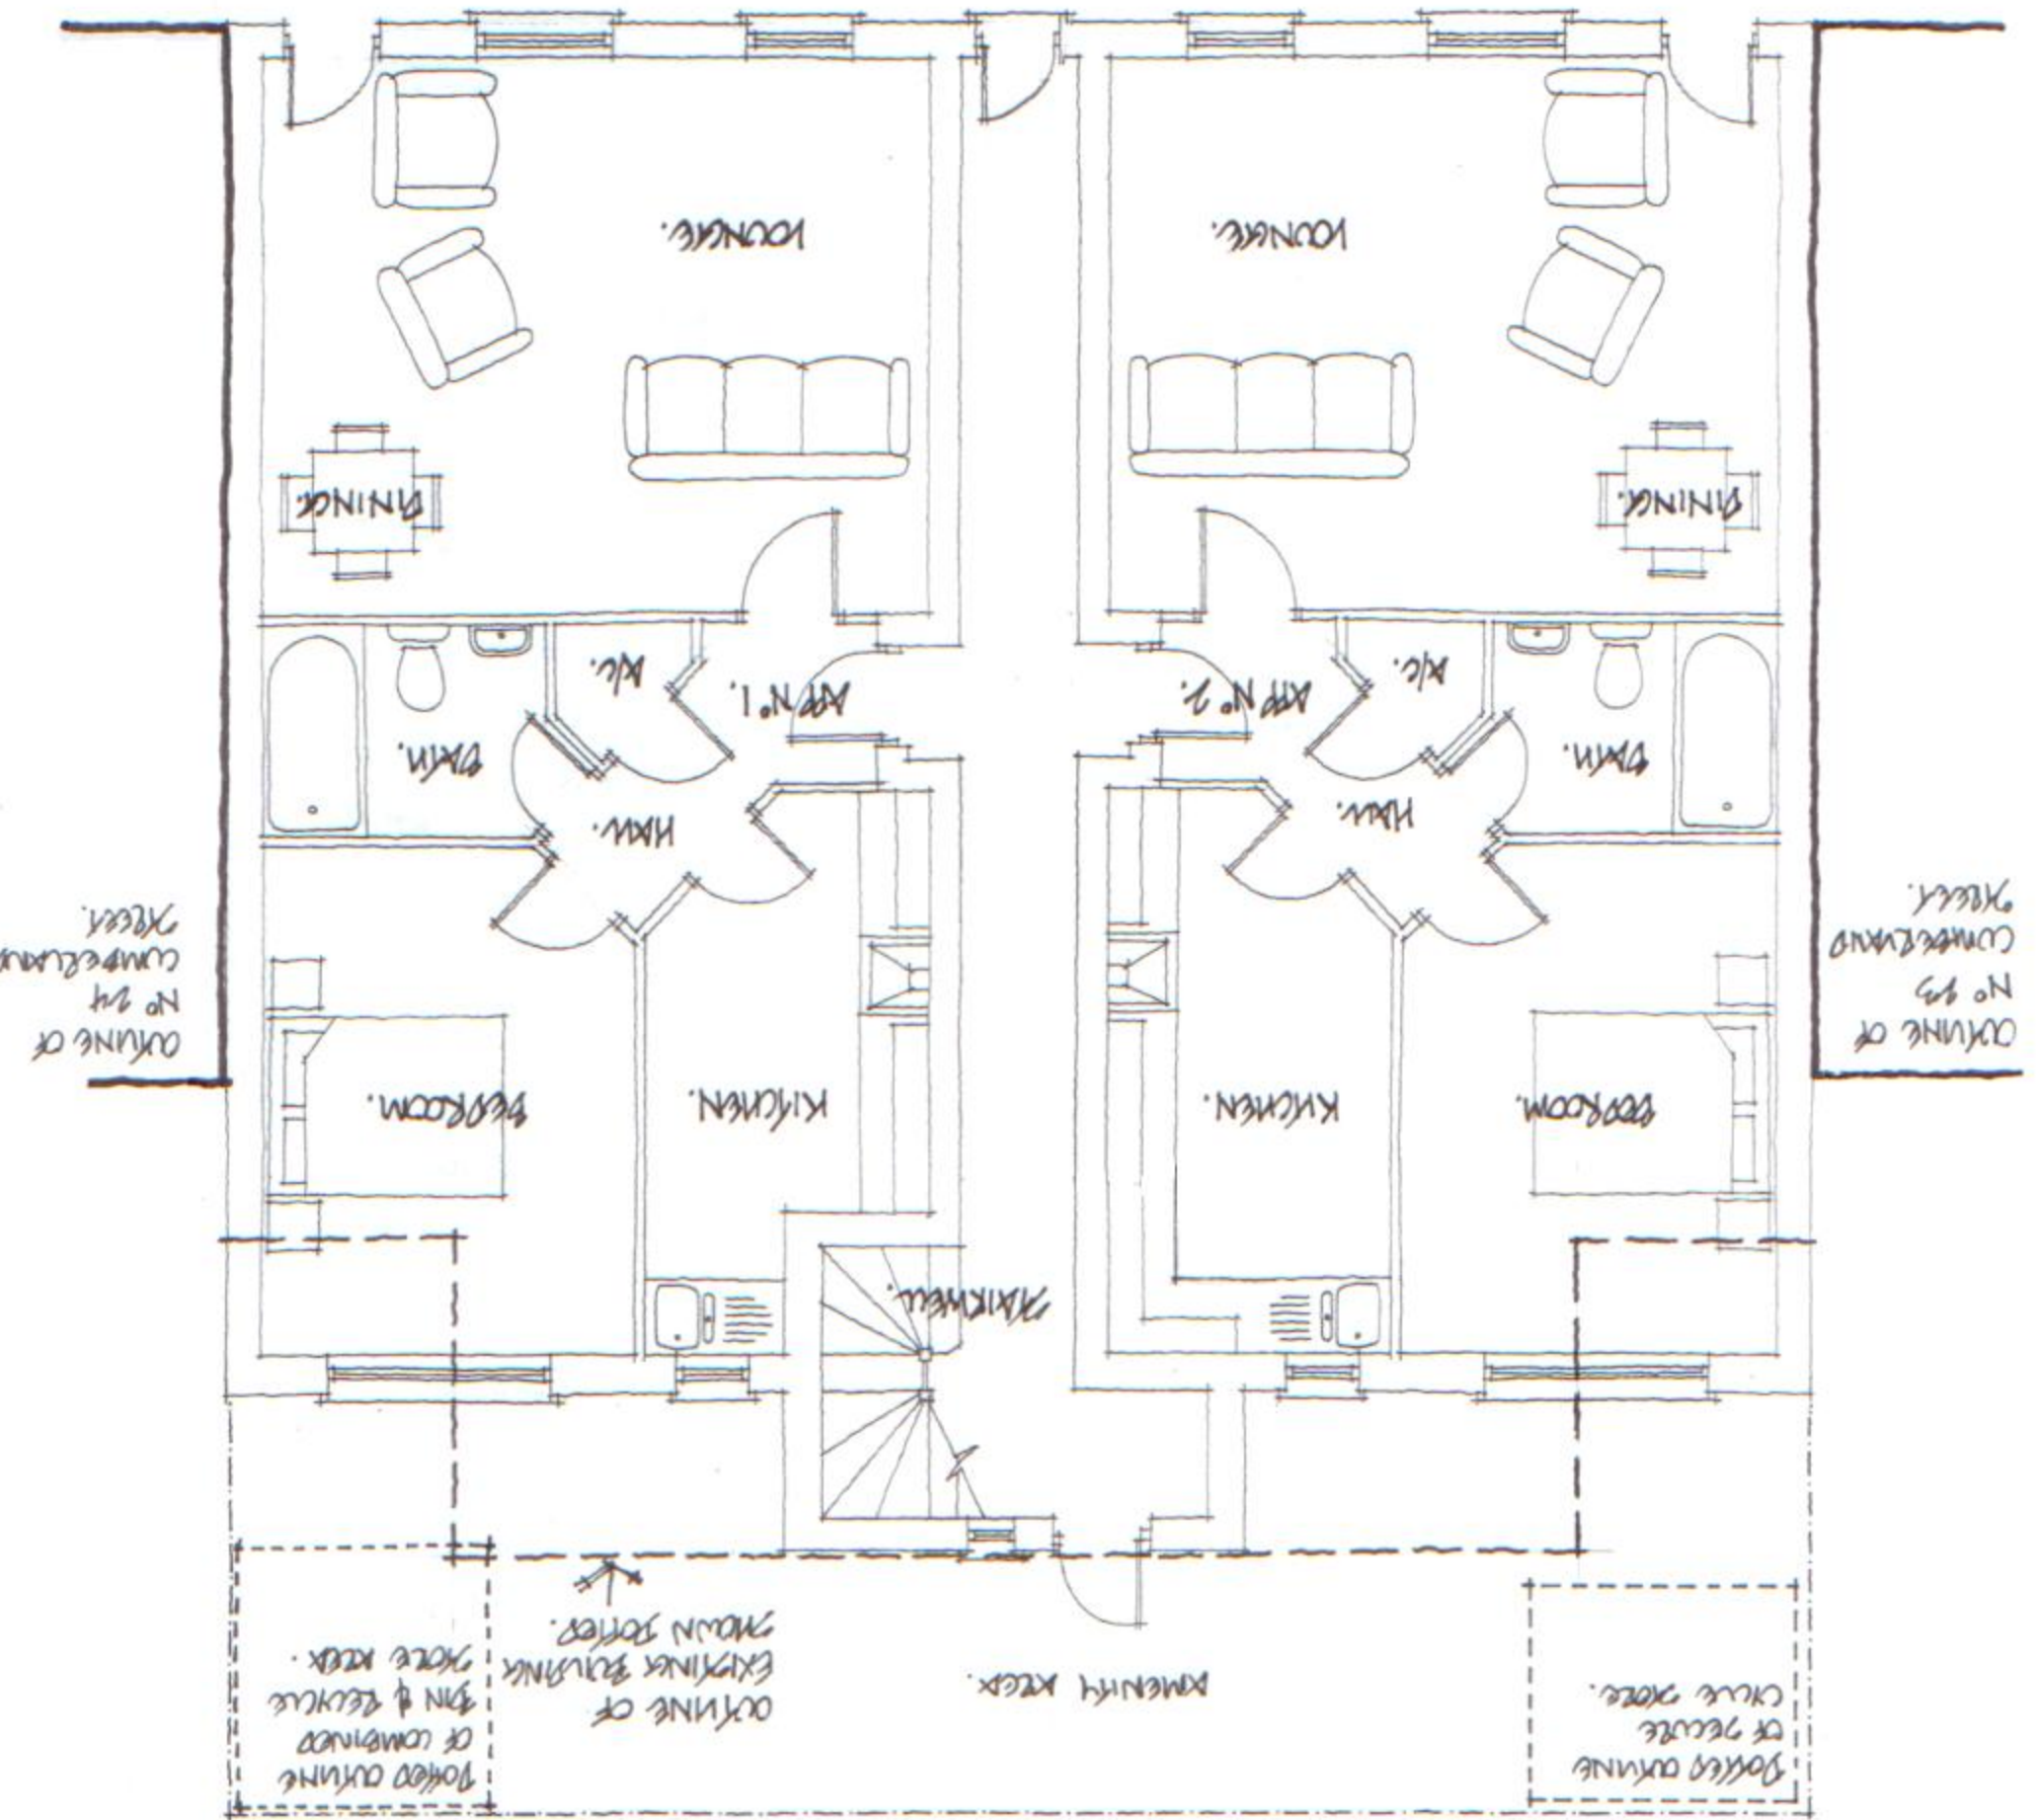 DOTTED OUTLINE
OF SECURE
CYCLE STORE.
AMENITY AREA.
OUTLINE OF
EXISTING BUILDING
SHOWN DOTTED.
DOTTED OUTLINE
OF COMBINED
BIN & RECYCLE
STORE AREA.
STAIRWELL.
BEDROOM.
KITCHEN.
KITCHEN.
BEDROOM.
OUTLINE OF
CUMBERLAND
STREET.
OUTLINE OF
Nº 24
CUMBERLAND
STREET.
HALL.
HALL.
BATH.
A/C.
APP Nº 2.
APP Nº 1.
A/C.
BATH.
DINING.
DINING.
LOUNGE.
LOUNGE.